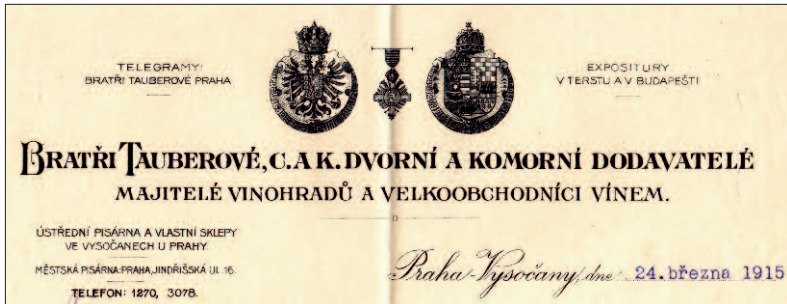 TELEGRAMY:
BRATŘI TAUBEROVÉ PRAHA
EXPOSITURY
V TERSTU A V BUDAPEŠTI
BRATŘI TAUBEROVÉ, C. A K. DVORNÍ A KOMORNÍ DODAVATELÉ
MAJITELÉ VINOHRADŮ A VELKOOBCHODNÍCI VÍNEM.
ÚSTŘEDNÍ PISÁRNA A VLASTNÍ SKLEPY
VE VYSOČANECH U PRAHY.
MĚSTSKÁ PISÁRNA: PRAHA, JINDŘIŠSKÁ UL. 16.
TELEFON: 1270, 3078.
Praha-Vysočany, dne 24. března 1915